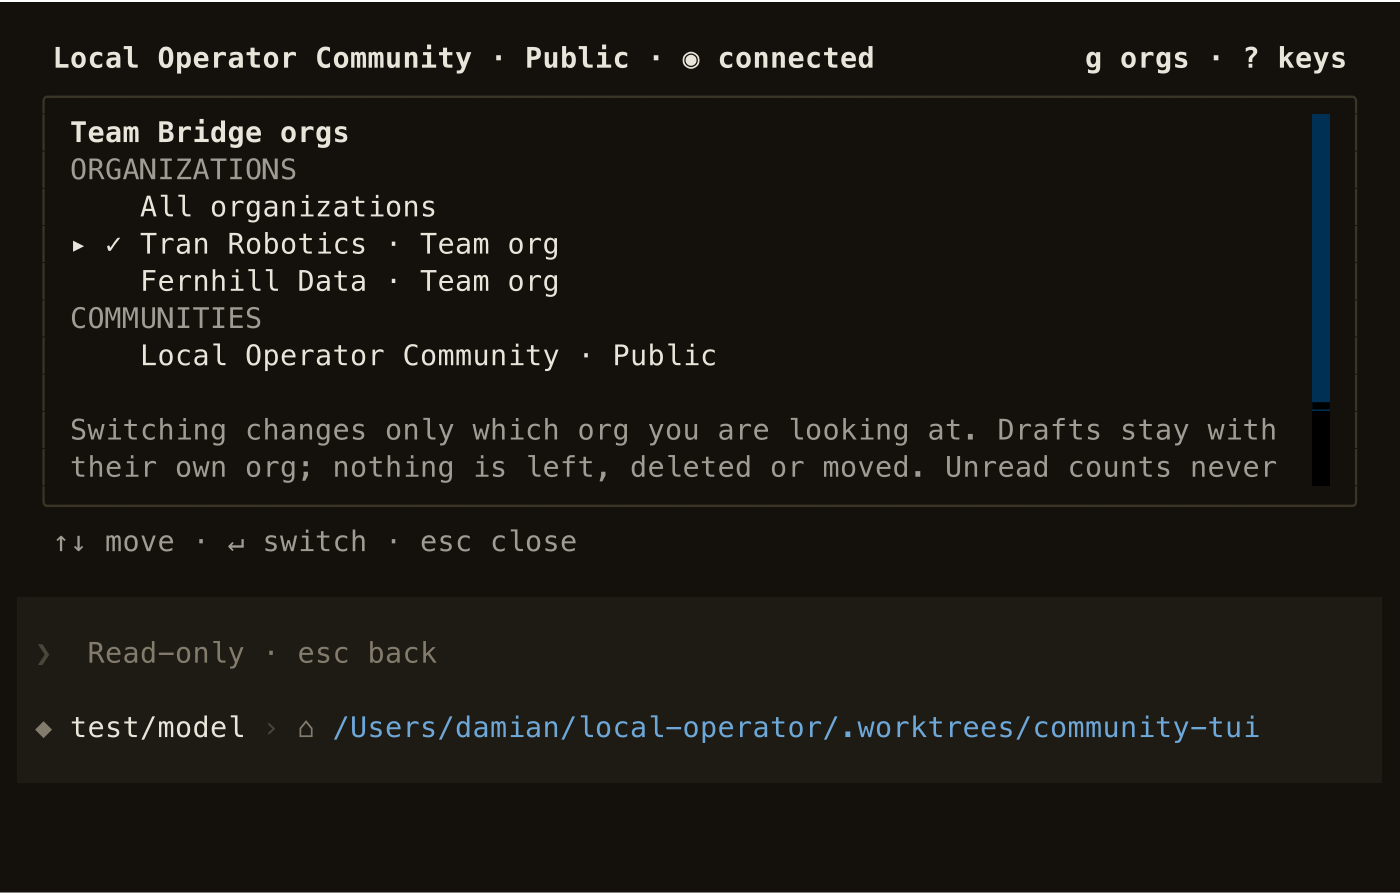 Local Operator Community · Public · ◉ connected g orgs · ? keys
Team Bridge orgs
ORGANIZATIONS
All organizations
▸ ✓ Tran Robotics · Team org
Fernhill Data · Team org
COMMUNITIES
Local Operator Community · Public
Switching changes only which org you are looking at. Drafts stay with
their own org; nothing is left, deleted or moved. Unread counts never
↑↓ move · ↵ switch · esc close
❯ Read-only · esc back
◆ test/model › ⌂ /Users/damian/local-operator/.worktrees/community-tui